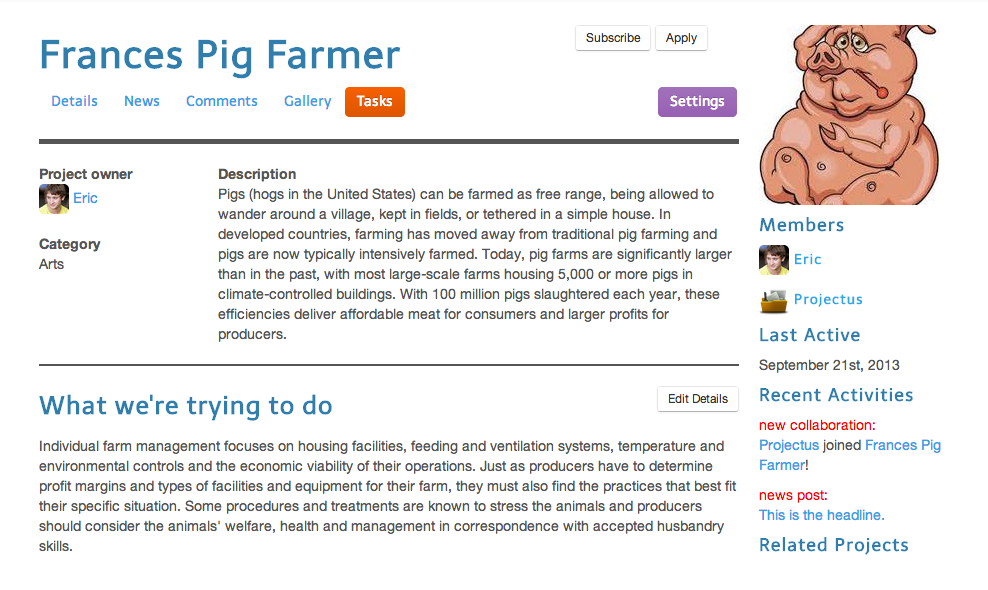 Frances Pig Farmer
Subscribe
Apply
Details
News
Comments
Gallery
Tasks
Settings
Project owner
Eric
Category
Arts
Description
Pigs (hogs in the United States) can be farmed as free range, being allowed to
wander around a village, kept in fields, or tethered in a simple house. In
developed countries, farming has moved away from traditional pig farming and
pigs are now typically intensively farmed. Today, pig farms are significantly larger
than in the past, with most large-scale farms housing 5,000 or more pigs in
climate-controlled buildings. With 100 million pigs slaughtered each year, these
efficiencies deliver affordable meat for consumers and larger profits for
producers.
What we're trying to do
Edit Details
Individual farm management focuses on housing facilities, feeding and ventilation systems, temperature and
environmental controls and the economic viability of their operations. Just as producers have to determine
profit margins and types of facilities and equipment for their farm, they must also find the practices that best fit
their specific situation. Some procedures and treatments are known to stress the animals and producers
should consider the animals' welfare, health and management in correspondence with accepted husbandry
skills.
Members
Eric
Projectus
Last Active
September 21st, 2013
Recent Activities
new collaboration:
Projectus joined Frances Pig
Farmer!
news post:
This is the headline.
Related Projects